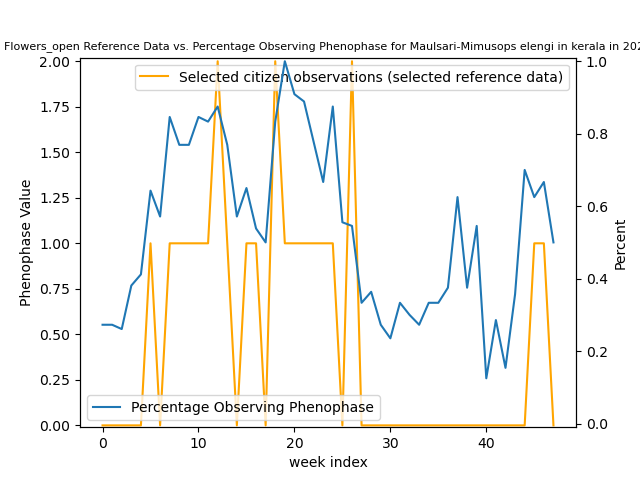 Flowers_open Reference Data vs. Percentage Observing Phenophase for Maulsari-Mimusops elengi in kerala in 202
Selected citizen observations (selected reference data)
Percentage Observing Phenophase
Phenophase Value
2.00
1.75
1.50
1.25
1.00
0.75
0.50
0.25
0.00
1.0
0.8
0.6
0.4
0.2
0.0
Percent
0 10 20 30 40
week index